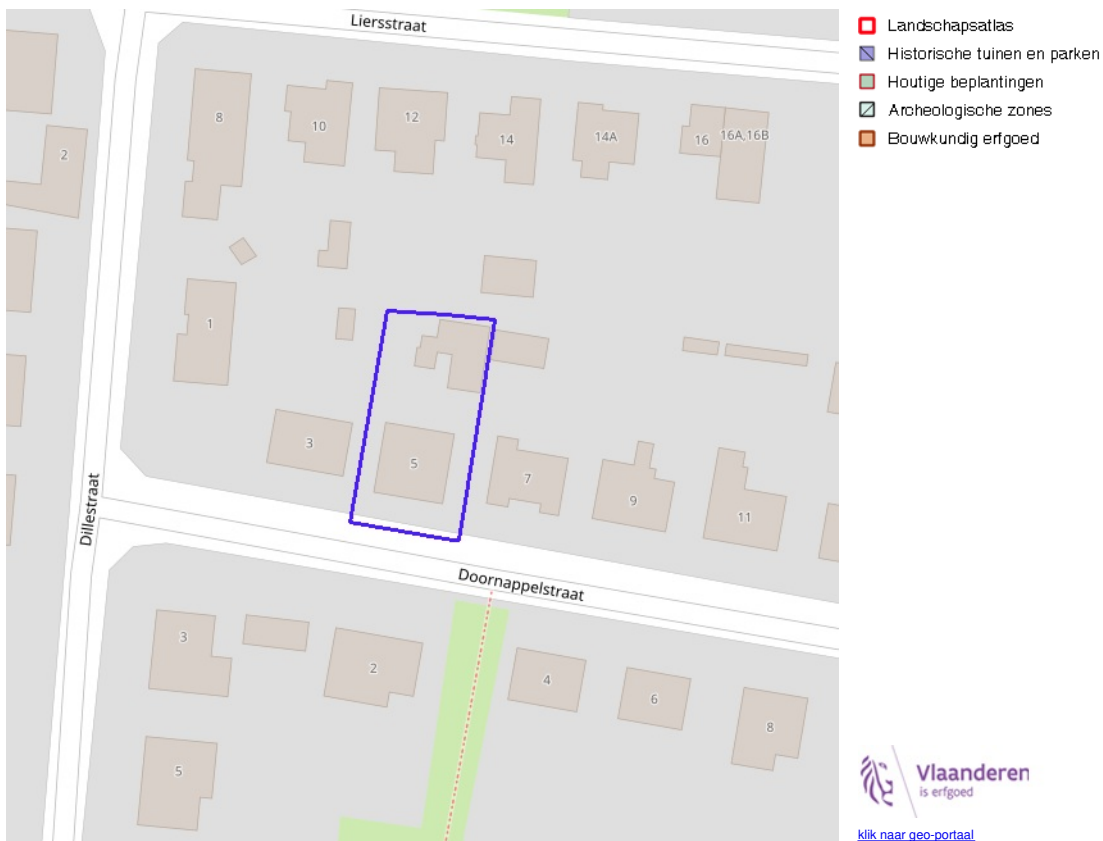 Liersstraat
8
10
12
14
14A
16
16A,16B
2
1
3
5
7
9
11
Dillestraat
Doornappelstraat
3
2
4
6
8
5
Landschapsatlas
Historische tuinen en parken
Houtige beplantingen
Archeologische zones
Bouwkundig erfgoed
Vlaanderen
is erfgoed
klik naar geo-portaal